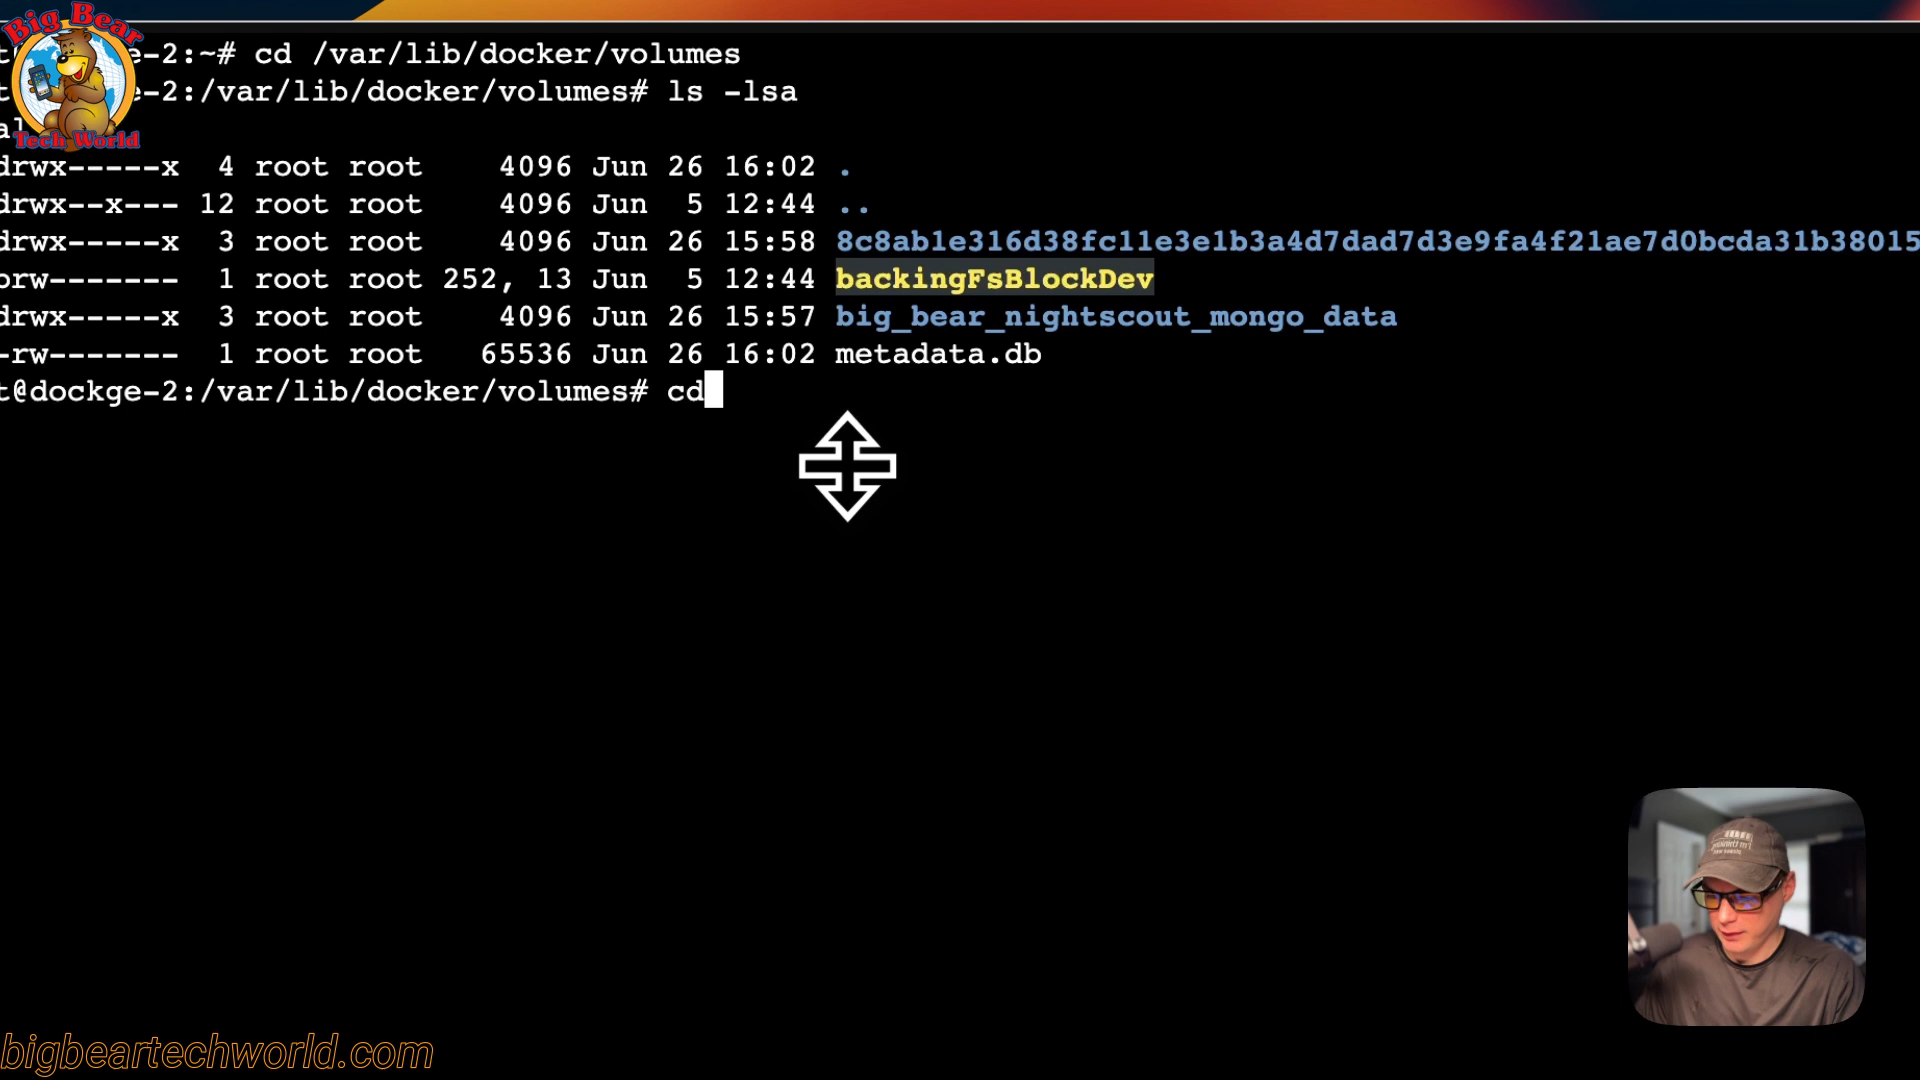 Big Bear
Tech World
e-2:~# cd /var/lib/docker/volumes
e-2:/var/lib/docker/volumes# ls -lsa
drwx-----x 4 root root 4096 Jun 26 16:02 .
drwx--x--- 12 root root 4096 Jun 5 12:44 ..
drwx-----x 3 root root 4096 Jun 26 15:58 8c8ab1e316d38fc11e3e1b3a4d7dad7d3e9fa4f21ae7d0bcda31b38015
orw------- 1 root root 252, 13 Jun 5 12:44 backingFsBlockDev
drwx-----x 3 root root 4096 Jun 26 15:57 big_bear_nightscout_mongo_data
-rw------- 1 root root 65536 Jun 26 16:02 metadata.db
t@dockge-2:/var/lib/docker/volumes# cd
bigbeartechworld.com